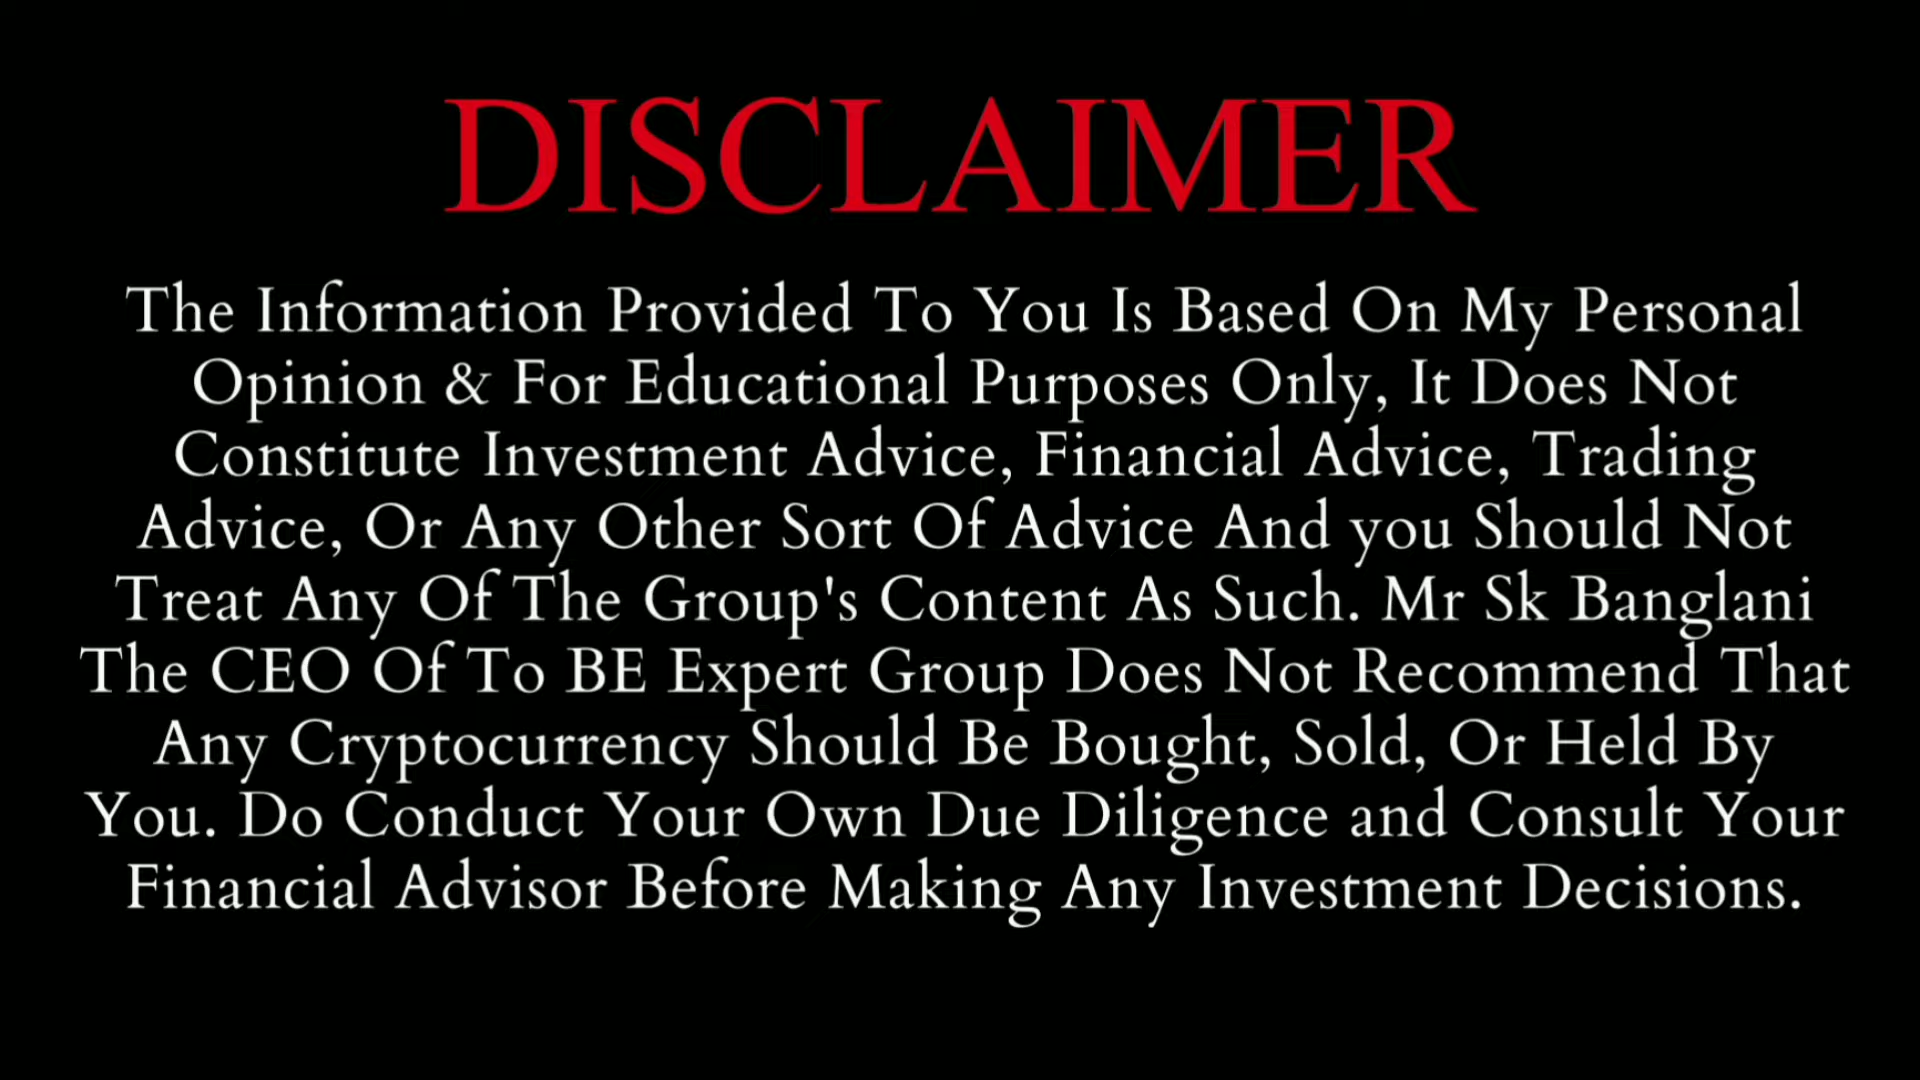 DISCLAIMER
The Information Provided To You Is Based On My Personal
Opinion & For Educational Purposes Only, It Does Not
Constitute Investment Advice, Financial Advice, Trading
Advice, Or Any Other Sort Of Advice And you Should Not
Treat Any Of The Group's Content As Such. Mr Sk Banglani
The CEO Of To BE Expert Group Does Not Recommend That
Any Cryptocurrency Should Be Bought, Sold, Or Held By
You. Do Conduct Your Own Due Diligence and Consult Your
Financial Advisor Before Making Any Investment Decisions.